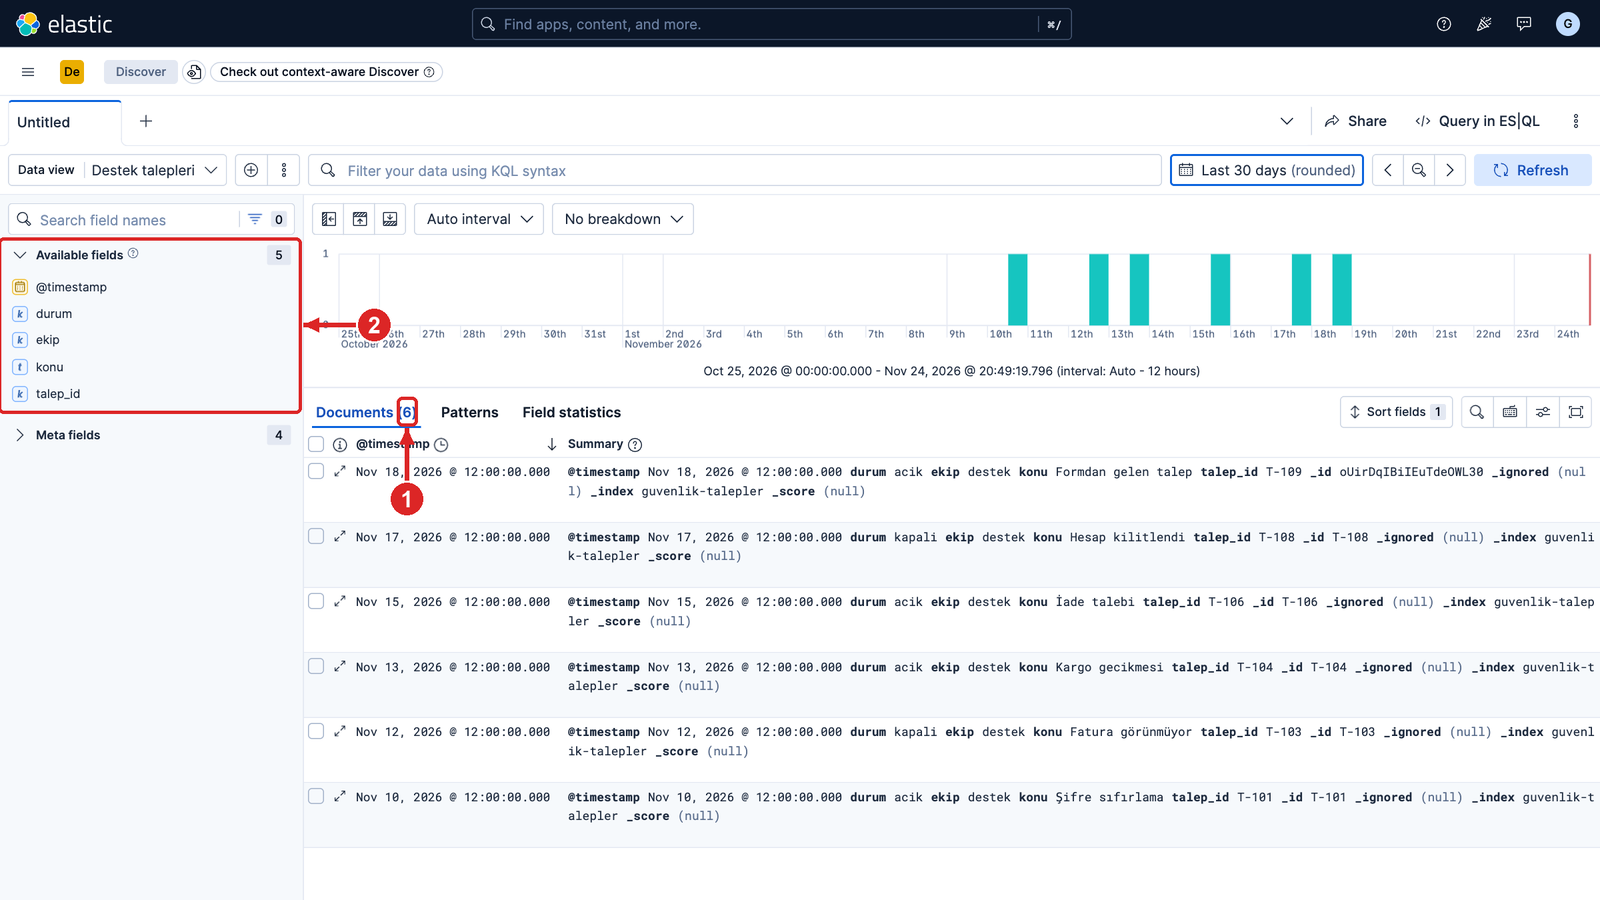 elastic
Find apps, content, and more.
⌘/
G
De
Discover
Check out context-aware Discover
Untitled
Share
Query in ES|QL
Data view
Destek talepleri
Filter your data using KQL syntax
Last 30 days (rounded)
Refresh
Search field names
0
Auto interval
No breakdown
Available fields
5
@timestamp
durum
ekip
konu
talep_id
Meta fields
4
2
1
27th 28th 29th 30th 31st 1st 2nd 3rd 4th 5th 6th 7th 8th 9th 10th 11th 12th 13th 14th 15th 16th 17th 18th 19th 20th 21st 22nd 23rd 24th
October 2026 November 2026
Oct 25, 2026 @ 00:00:00.000 - Nov 24, 2026 @ 20:49:19.796 (interval: Auto - 12 hours)
Documents (6)
Patterns
Field statistics
Sort fields 1
@timestamp
Summary
1
Nov 18, 2026 @ 12:00:00.000 @timestamp Nov 18, 2026 @ 12:00:00.000 durum acik ekip destek konu Formdan gelen talep talep_id T-109 _id oUirDqIBiIEuTdeOWL30 _ignored (nul
l) _index guvenlik-talepler _score (null)
Nov 17, 2026 @ 12:00:00.000 @timestamp Nov 17, 2026 @ 12:00:00.000 durum kapali ekip destek konu Hesap kilitlendi talep_id T-108 _id T-108 _ignored (null) _index guvenli
k-talepler _score (null)
Nov 15, 2026 @ 12:00:00.000 @timestamp Nov 15, 2026 @ 12:00:00.000 durum acik ekip destek konu İade talebi talep_id T-106 _id T-106 _ignored (null) _index guvenlik-talep
ler _score (null)
Nov 13, 2026 @ 12:00:00.000 @timestamp Nov 13, 2026 @ 12:00:00.000 durum acik ekip destek konu Kargo gecikmesi talep_id T-104 _id T-104 _ignored (null) _index guvenlik-t
alepler _score (null)
Nov 12, 2026 @ 12:00:00.000 @timestamp Nov 12, 2026 @ 12:00:00.000 durum kapali ekip destek konu Fatura görünmüyor talep_id T-103 _id T-103 _ignored (null) _index guvenl
ik-talepler _score (null)
Nov 10, 2026 @ 12:00:00.000 @timestamp Nov 10, 2026 @ 12:00:00.000 durum acik ekip destek konu Şifre sıfırlama talep_id T-101 _id T-101 _ignored (null) _index guvenlik-t
alepler _score (null)